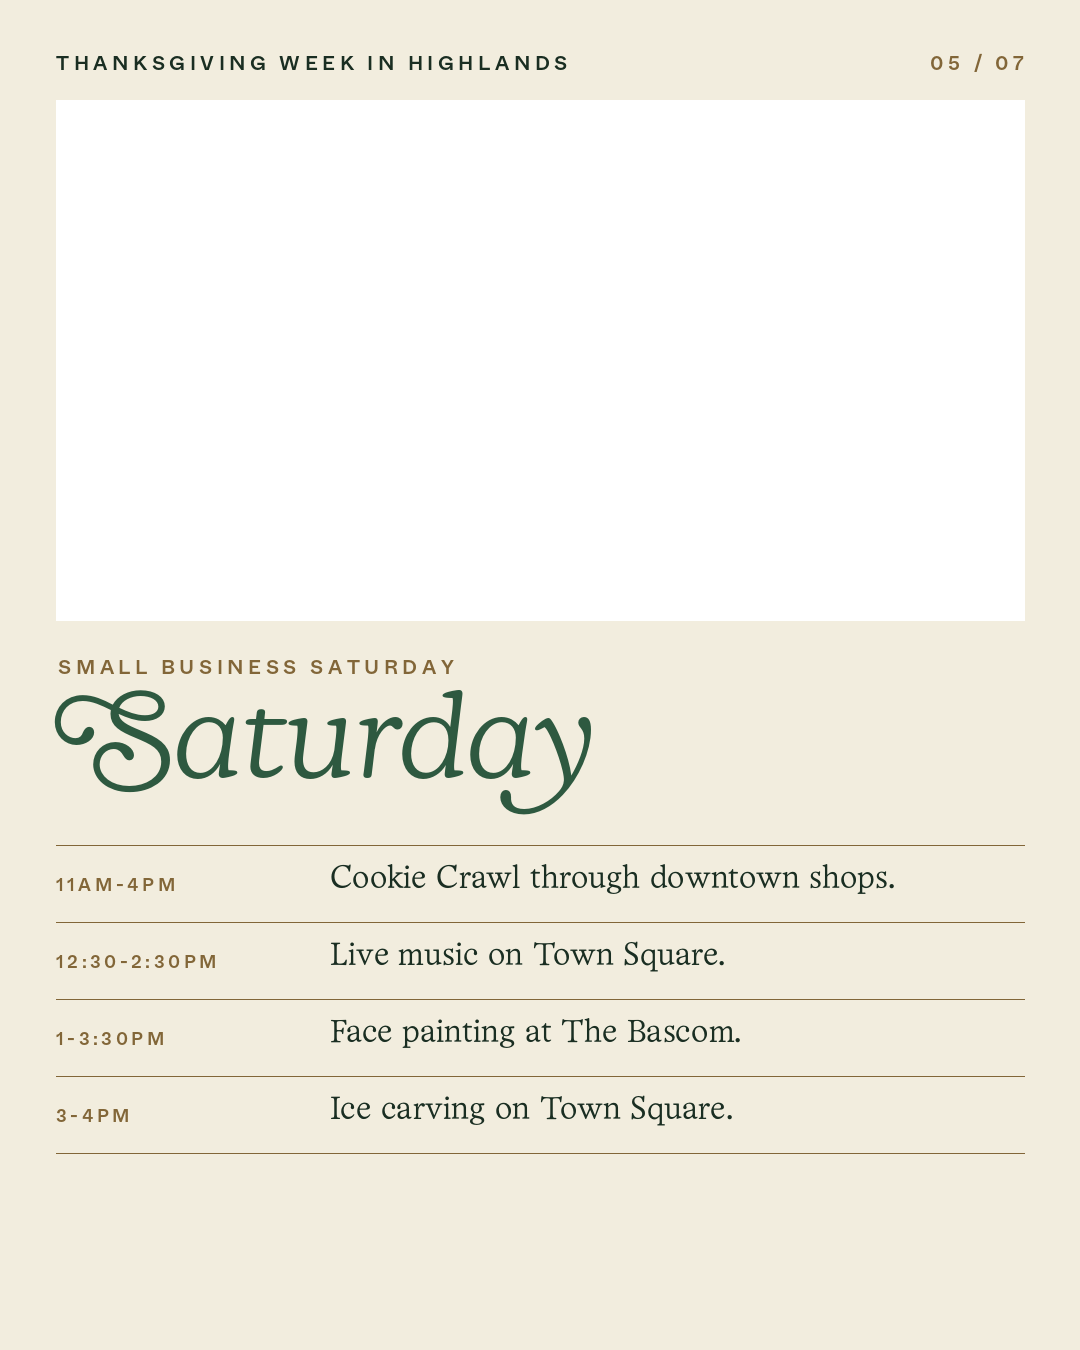 THANKSGIVING WEEK IN HIGHLANDS
05 / 07
SMALL BUSINESS SATURDAY
Saturday
11AM-4PM Cookie Crawl through downtown shops.
12:30-2:30PM Live music on Town Square.
1-3:30PM Face painting at The Bascom.
3-4PM Ice carving on Town Square.